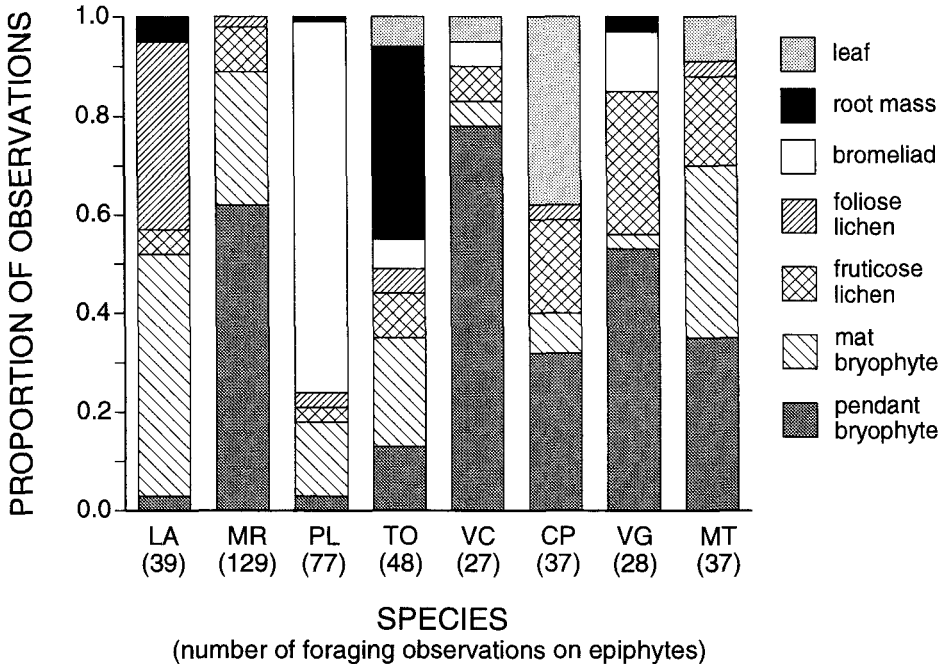 PROPORTION OF OBSERVATIONS
1.0
0.8
0.6
0.4
0.2
0.0
LA MR PL TO VC CP VG MT
(39) (129) (77) (48) (27) (37) (28) (37)
SPECIES
(number of foraging observations on epiphytes)
leaf
root mass
bromeliad
foliose
lichen
fruticose
lichen
mat
bryophyte
pendant
bryophyte